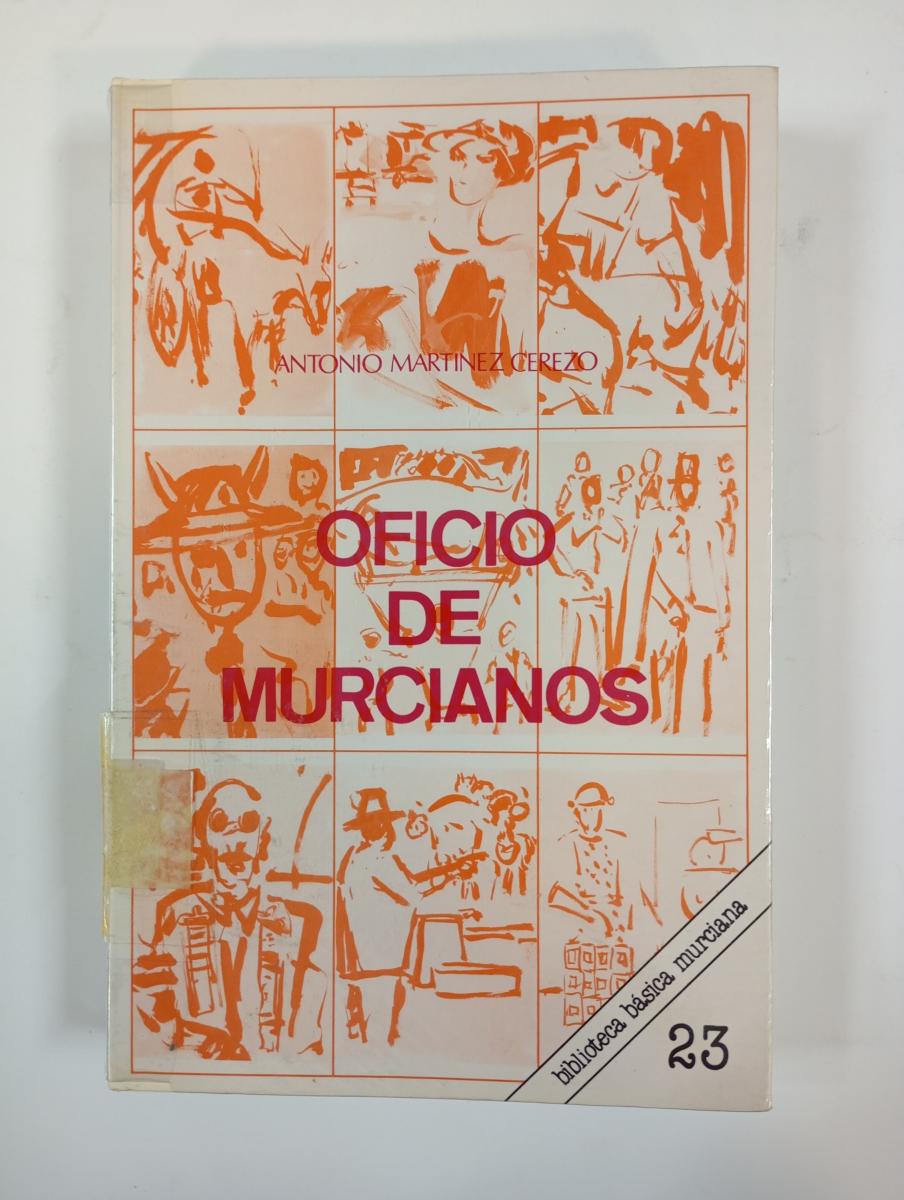 ANTONIO MARTINEZ CEREZO
OFICIO
DE
MURCIANOS
biblioteca básica murciana
23